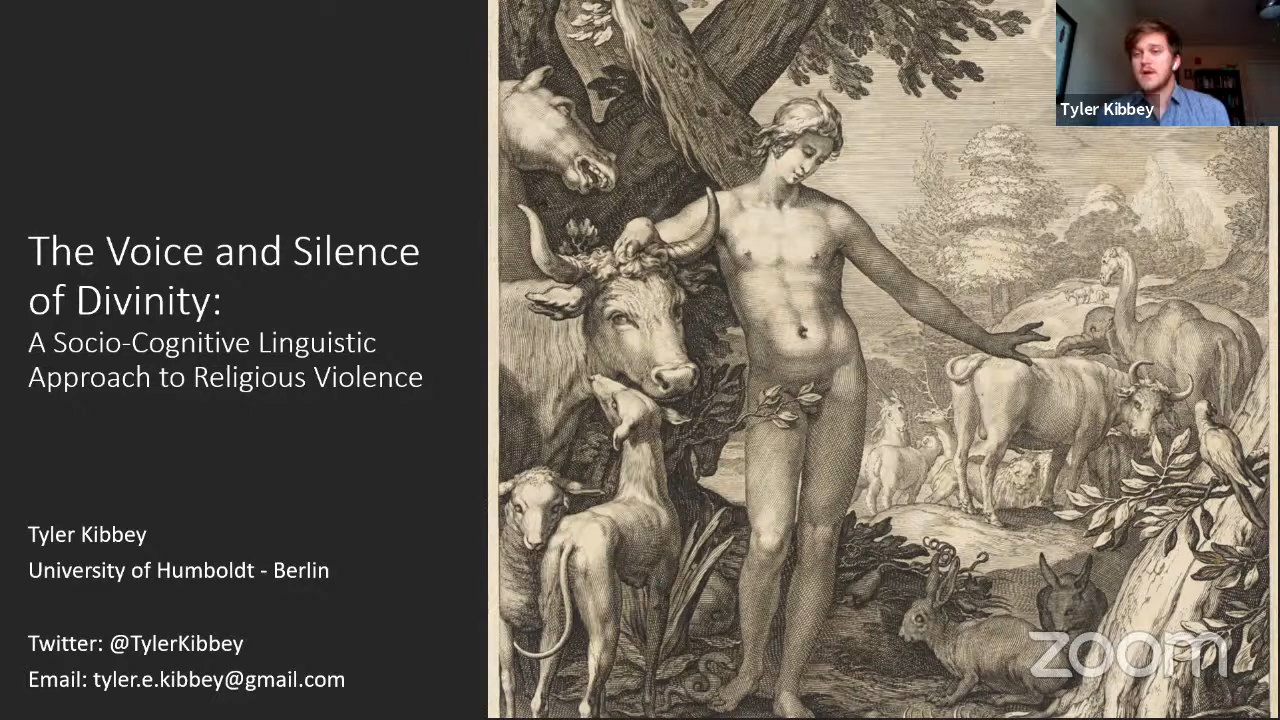 The Voice and Silence
of Divinity:
A Socio-Cognitive Linguistic
Approach to Religious Violence
Tyler Kibbey
University of Humboldt - Berlin
Twitter: @TylerKibbey
Email: tyler.e.kibbey@gmail.com
Tyler Kibbey
zoom